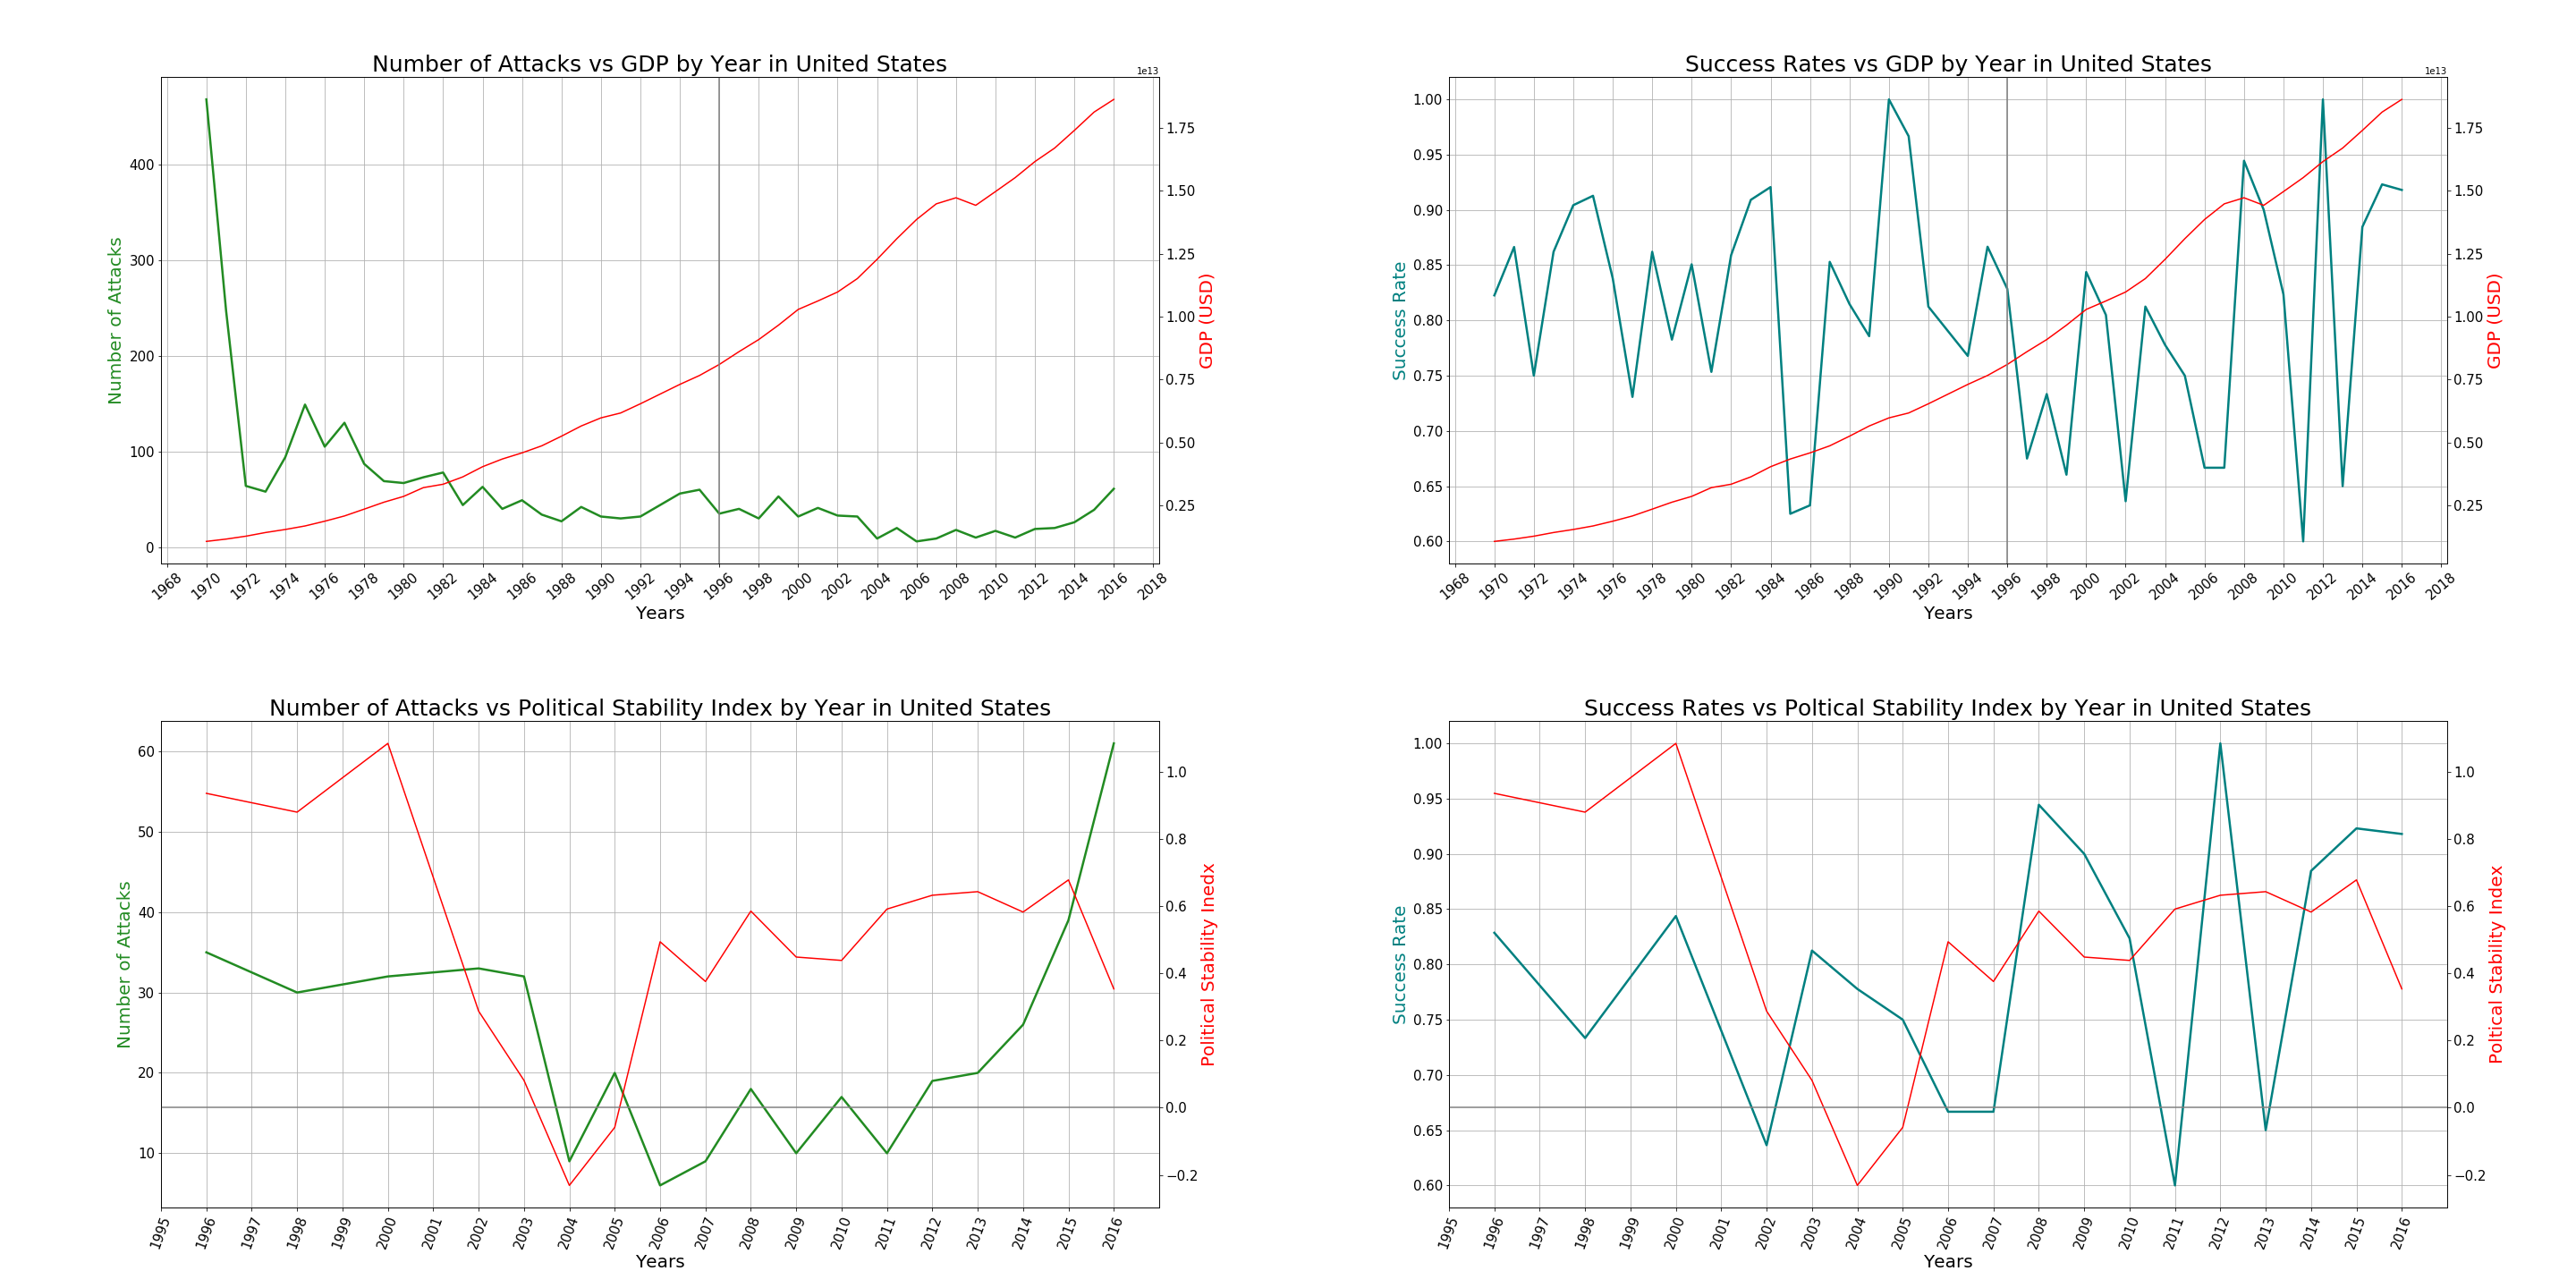 Number of Attacks vs GDP by Year in United States
1e13
400
300
200
100
0
Number of Attacks
1.75
1.50
1.25
1.00
0.75
0.50
0.25
GDP (USD)
1968 1970 1972 1974 1976 1978 1980 1982 1984 1986 1988 1990 1992 1994 1996 1998 2000 2002 2004 2006 2008 2010 2012 2014 2016 2018
Years
Success Rates vs GDP by Year in United States
1e13
1.00
0.95
0.90
0.85
0.80
0.75
0.70
0.65
0.60
Success Rate
1.75
1.50
1.25
1.00
0.75
0.50
0.25
GDP (USD)
1968 1970 1972 1974 1976 1978 1980 1982 1984 1986 1988 1990 1992 1994 1996 1998 2000 2002 2004 2006 2008 2010 2012 2014 2016 2018
Years
Number of Attacks vs Political Stability Index by Year in United States
60
50
40
30
20
10
Number of Attacks
1.0
0.8
0.6
0.4
0.2
0.0
−0.2
Political Stability Inedx
1995 1996 1997 1998 1999 2000 2001 2002 2003 2004 2005 2006 2007 2008 2009 2010 2011 2012 2013 2014 2015 2016
Years
Success Rates vs Poltical Stability Index by Year in United States
1.00
0.95
0.90
0.85
0.80
0.75
0.70
0.65
0.60
Success Rate
1.0
0.8
0.6
0.4
0.2
0.0
−0.2
Poltical Stability Index
1995 1996 1997 1998 1999 2000 2001 2002 2003 2004 2005 2006 2007 2008 2009 2010 2011 2012 2013 2014 2015 2016
Years